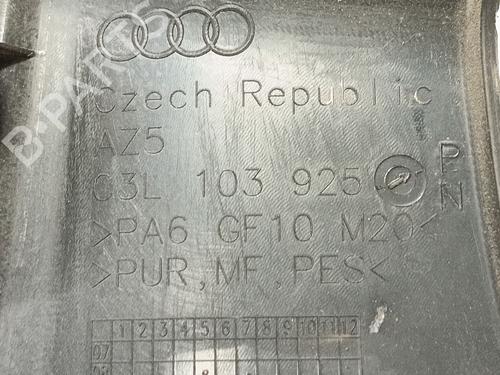 Czech Republic
AZ5
03L 103 925
P
N
>PA6 GF10 M20<
>PUR, MF, PES<
1 2 3 4 5 6 7 8 9 10 11 12
07